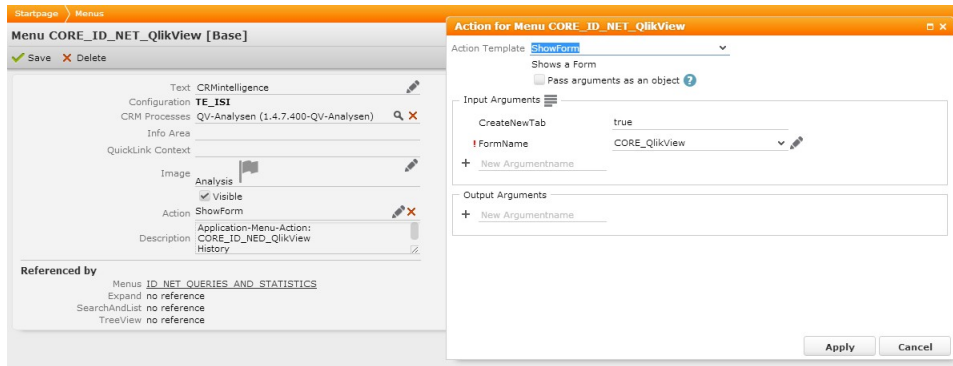 Startpage
Menus
Menu CORE_ID_NET_QlikView [Base]
Save
Delete
Text CRMintelligence
Configuration TE_ISI
CRM Processes QV-Analysen (1.4.7.400-QV-Analysen)
Info Area
QuickLink Context
Image
Analysis
Visible
Action ShowForm
Description Application-Menu-Action:
CORE_ID_NED_QlikView
History
Referenced by
Menus ID_NET_QUERIES_AND_STATISTICS
Expand no reference
SearchAndList no reference
TreeView no reference
Action for Menu CORE_ID_NET_QlikView
Action Template ShowForm
Shows a Form
Pass arguments as an object ?
Input Arguments
CreateNewTab true
! FormName CORE_QlikView
+ New Argumentname
Output Arguments
+ New Argumentname
Apply
Cancel